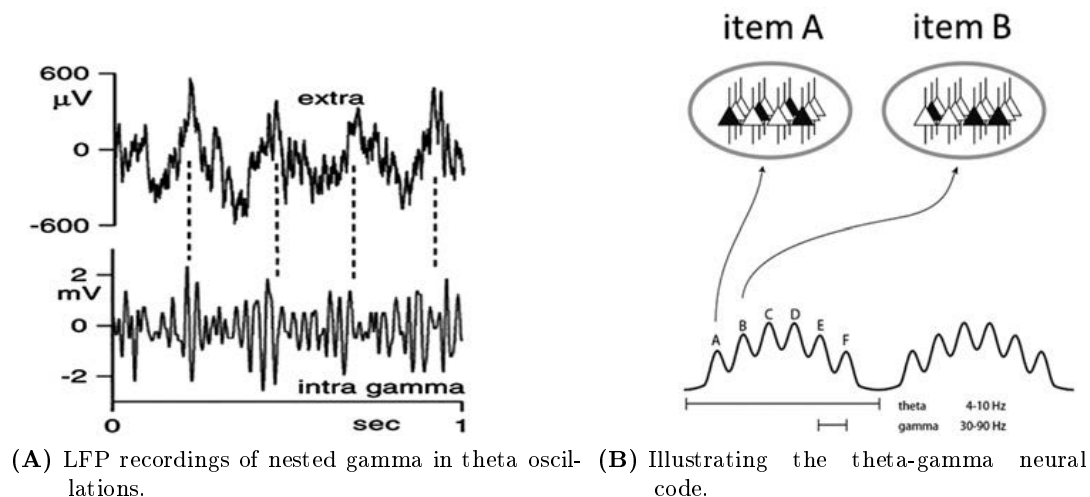 600
μV
0
-600
extra
2
mV
0
-2
intra gamma
0
sec
1
item A
item B
A
B
C
D
E
F
theta 4-10 Hz
gamma 30-90 Hz
(A) LFP recordings of nested gamma in theta oscil-
lations.
(B) Illustrating the theta-gamma neural
code.